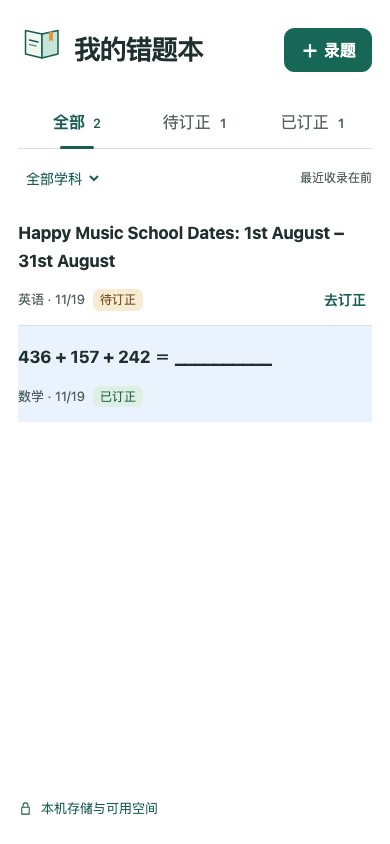 我的错题本
＋ 录题
全部 2
待订正 1
已订正 1
全部学科
最近收录在前
Happy Music School Dates: 1st August –
31st August
英语 · 11/19 待订正
去订正
436 + 157 + 242 = __________
数学 · 11/19 已订正
本机存储与可用空间